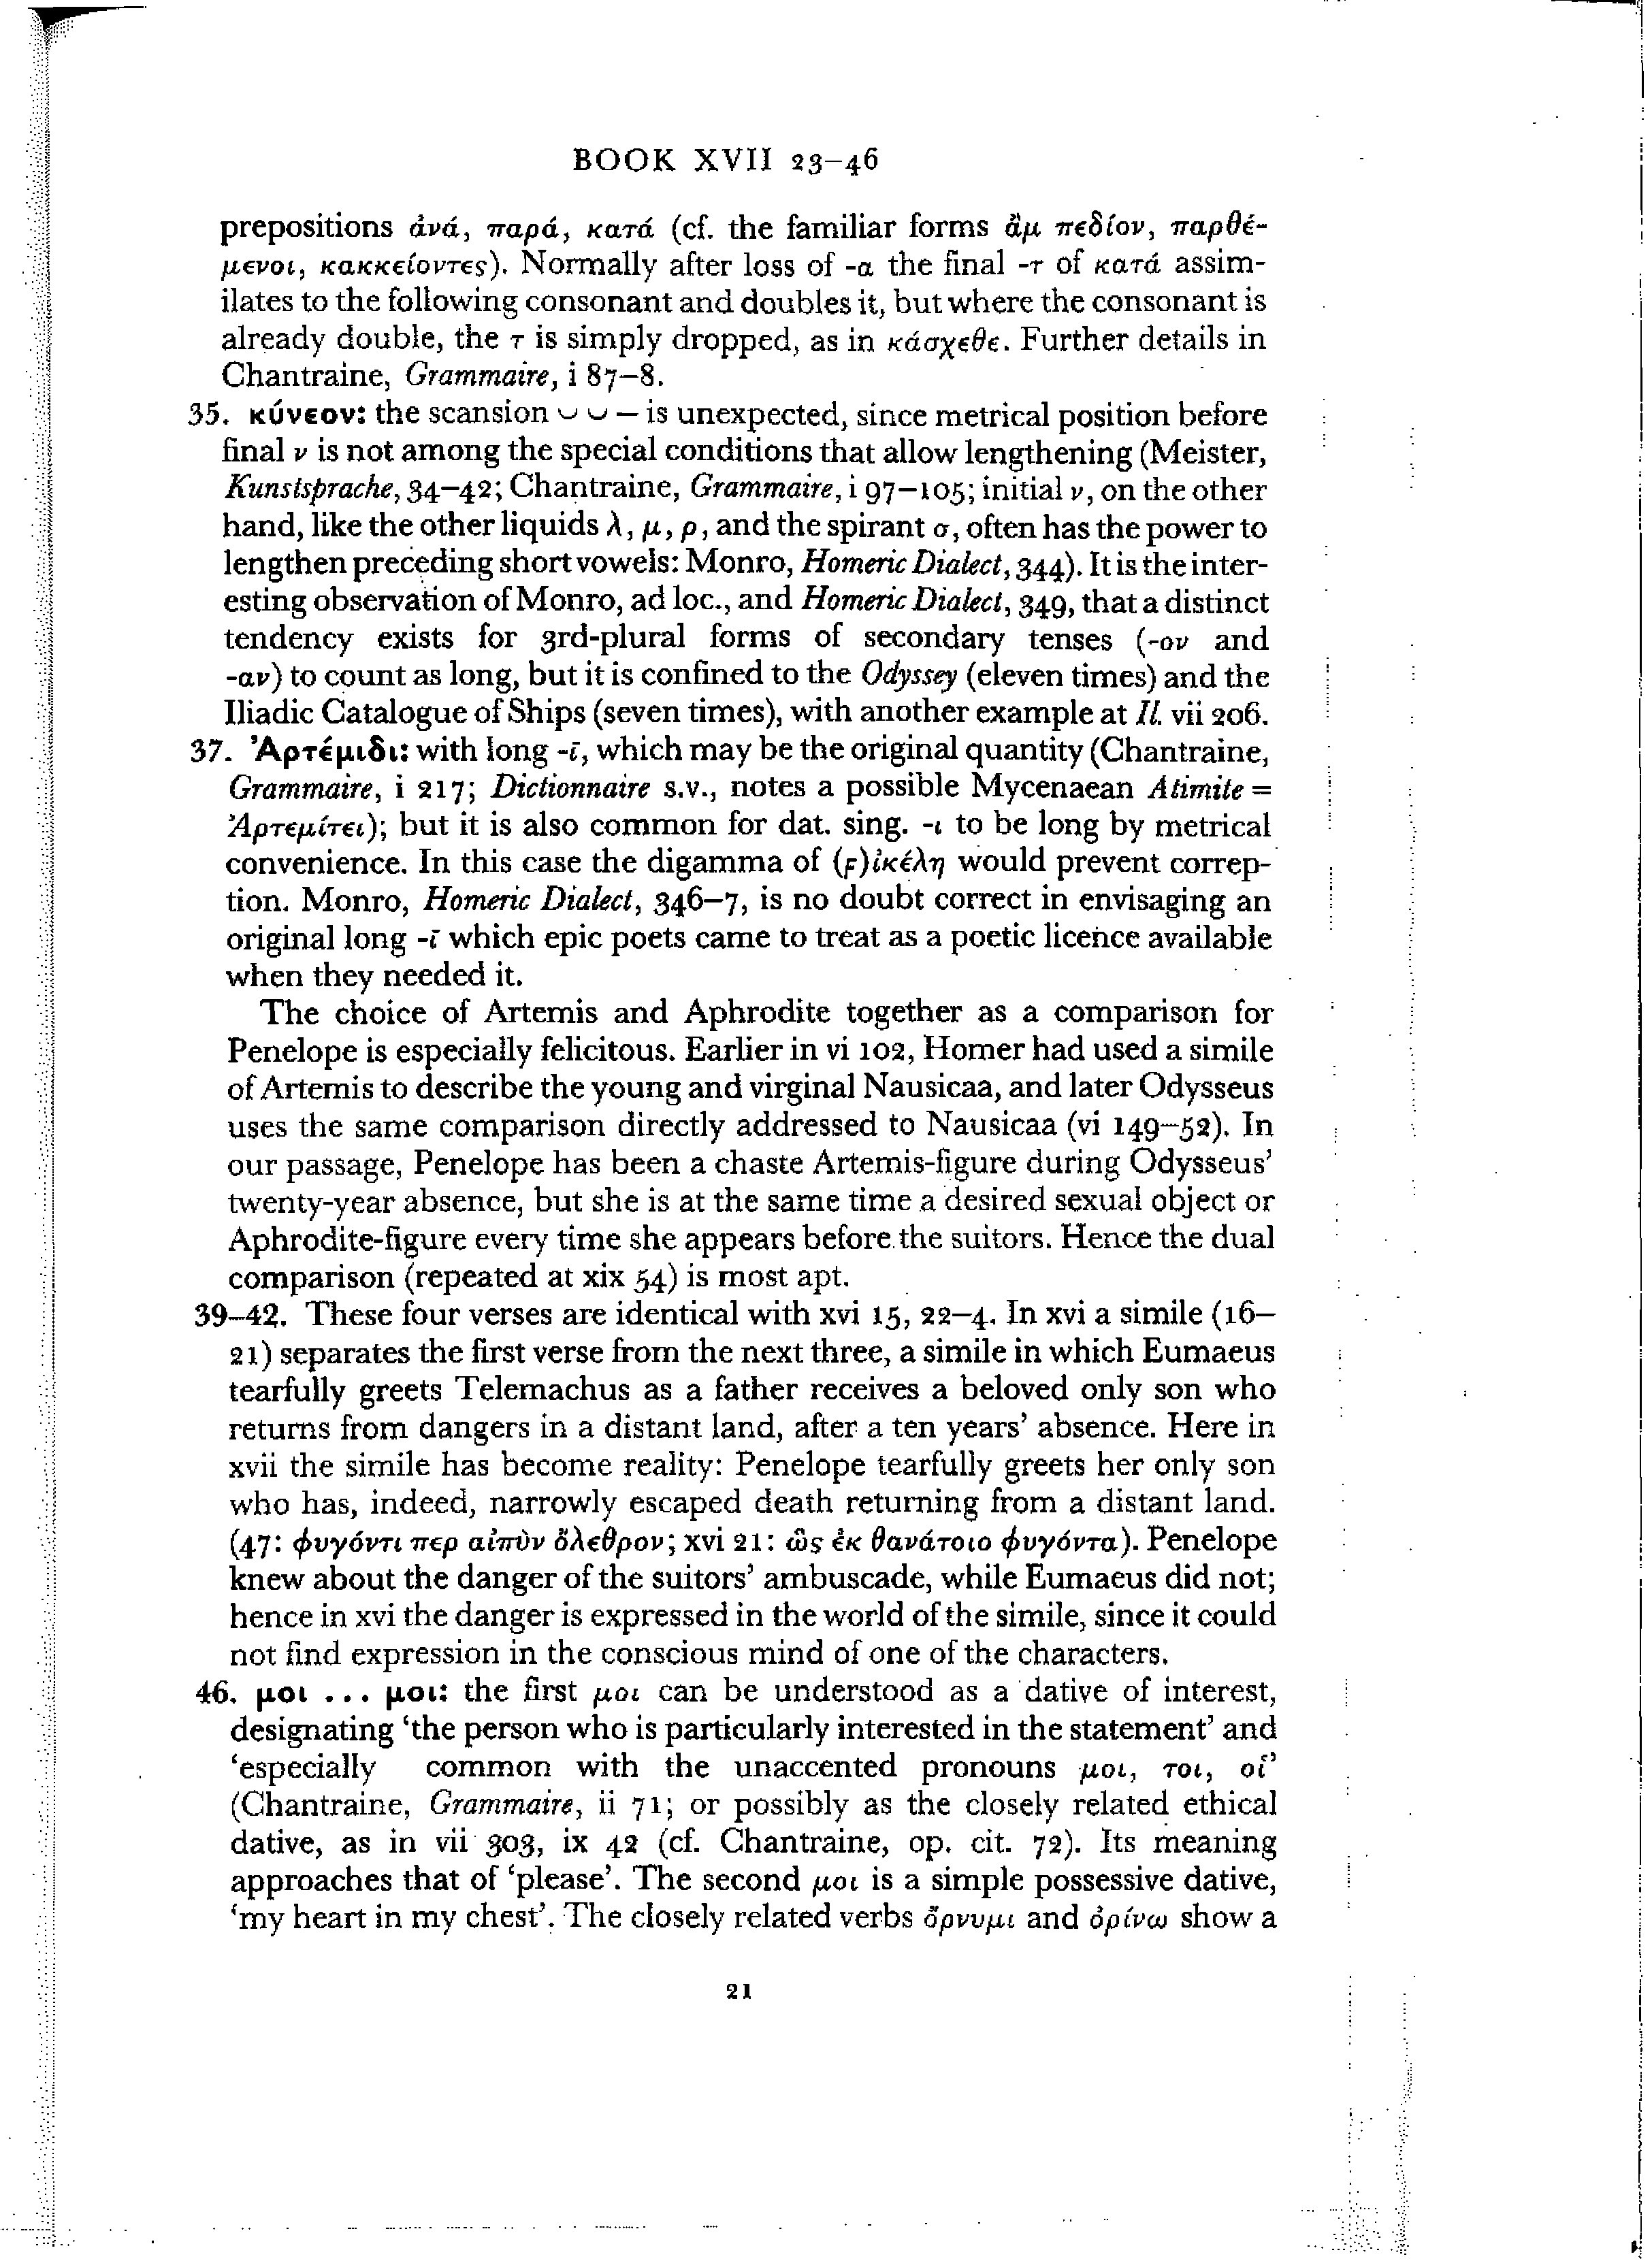 BOOK XVII 23–46
prepositions ἀνά, παρά, κατά (cf. the familiar forms ἂμ πεδίον, παρθέ-
μενοι, κακκείοντες). Normally after loss of -α the final -τ of κατά assim-
ilates to the following consonant and doubles it, but where the consonant is
already double, the τ is simply dropped, as in κάσχεθε. Further details in
Chantraine, Grammaire, i 87–8.
35. κύνεον: the scansion ⏑ ⏑ – is unexpected, since metrical position before
final ν is not among the special conditions that allow lengthening (Meister,
Kunstsprache, 34–42; Chantraine, Grammaire, i 97–105; initial ν, on the other
hand, like the other liquids λ, μ, ρ, and the spirant σ, often has the power to
lengthen preceding short vowels: Monro, Homeric Dialect, 344). It is the inter-
esting observation of Monro, ad loc., and Homeric Dialect, 349, that a distinct
tendency exists for 3rd-plural forms of secondary tenses (-ον and
-αν) to count as long, but it is confined to the Odyssey (eleven times) and the
Iliadic Catalogue of Ships (seven times), with another example at Il. vii 206.
37. Ἀρτέμιδι: with long -ῑ, which may be the original quantity (Chantraine,
Grammaire, i 217; Dictionnaire s.v., notes a possible Mycenaean Atimite =
Ἀρτεμίτει); but it is also common for dat. sing. -ι to be long by metrical
convenience. In this case the digamma of (ϝ)ἰκέλη would prevent correp-
tion. Monro, Homeric Dialect, 346–7, is no doubt correct in envisaging an
original long -ῑ which epic poets came to treat as a poetic licence available
when they needed it.
The choice of Artemis and Aphrodite together as a comparison for
Penelope is especially felicitous. Earlier in vi 102, Homer had used a simile
of Artemis to describe the young and virginal Nausicaa, and later Odysseus
uses the same comparison directly addressed to Nausicaa (vi 149–52). In
our passage, Penelope has been a chaste Artemis-figure during Odysseus’
twenty-year absence, but she is at the same time a desired sexual object or
Aphrodite-figure every time she appears before the suitors. Hence the dual
comparison (repeated at xix 54) is most apt.
39–42. These four verses are identical with xvi 15, 22–4. In xvi a simile (16–
21) separates the first verse from the next three, a simile in which Eumaeus
tearfully greets Telemachus as a father receives a beloved only son who
returns from dangers in a distant land, after a ten years’ absence. Here in
xvii the simile has become reality: Penelope tearfully greets her only son
who has, indeed, narrowly escaped death returning from a distant land.
(47: φυγόντι περ αἰπὺν ὄλεθρον; xvi 21: ὣς ἐκ θανάτοιο φυγόντα). Penelope
knew about the danger of the suitors’ ambuscade, while Eumaeus did not;
hence in xvi the danger is expressed in the world of the simile, since it could
not find expression in the conscious mind of one of the characters.
46. μοι ... μοι: the first μοι can be understood as a dative of interest,
designating ‘the person who is particularly interested in the statement’ and
‘especially common with the unaccented pronouns μοι, τοι, οἱ’
(Chantraine, Grammaire, ii 71; or possibly as the closely related ethical
dative, as in vii 303, ix 42 (cf. Chantraine, op. cit. 72). Its meaning
approaches that of ‘please’. The second μοι is a simple possessive dative,
‘my heart in my chest’. The closely related verbs ὄρνυμι and ὀρίνω show a
21